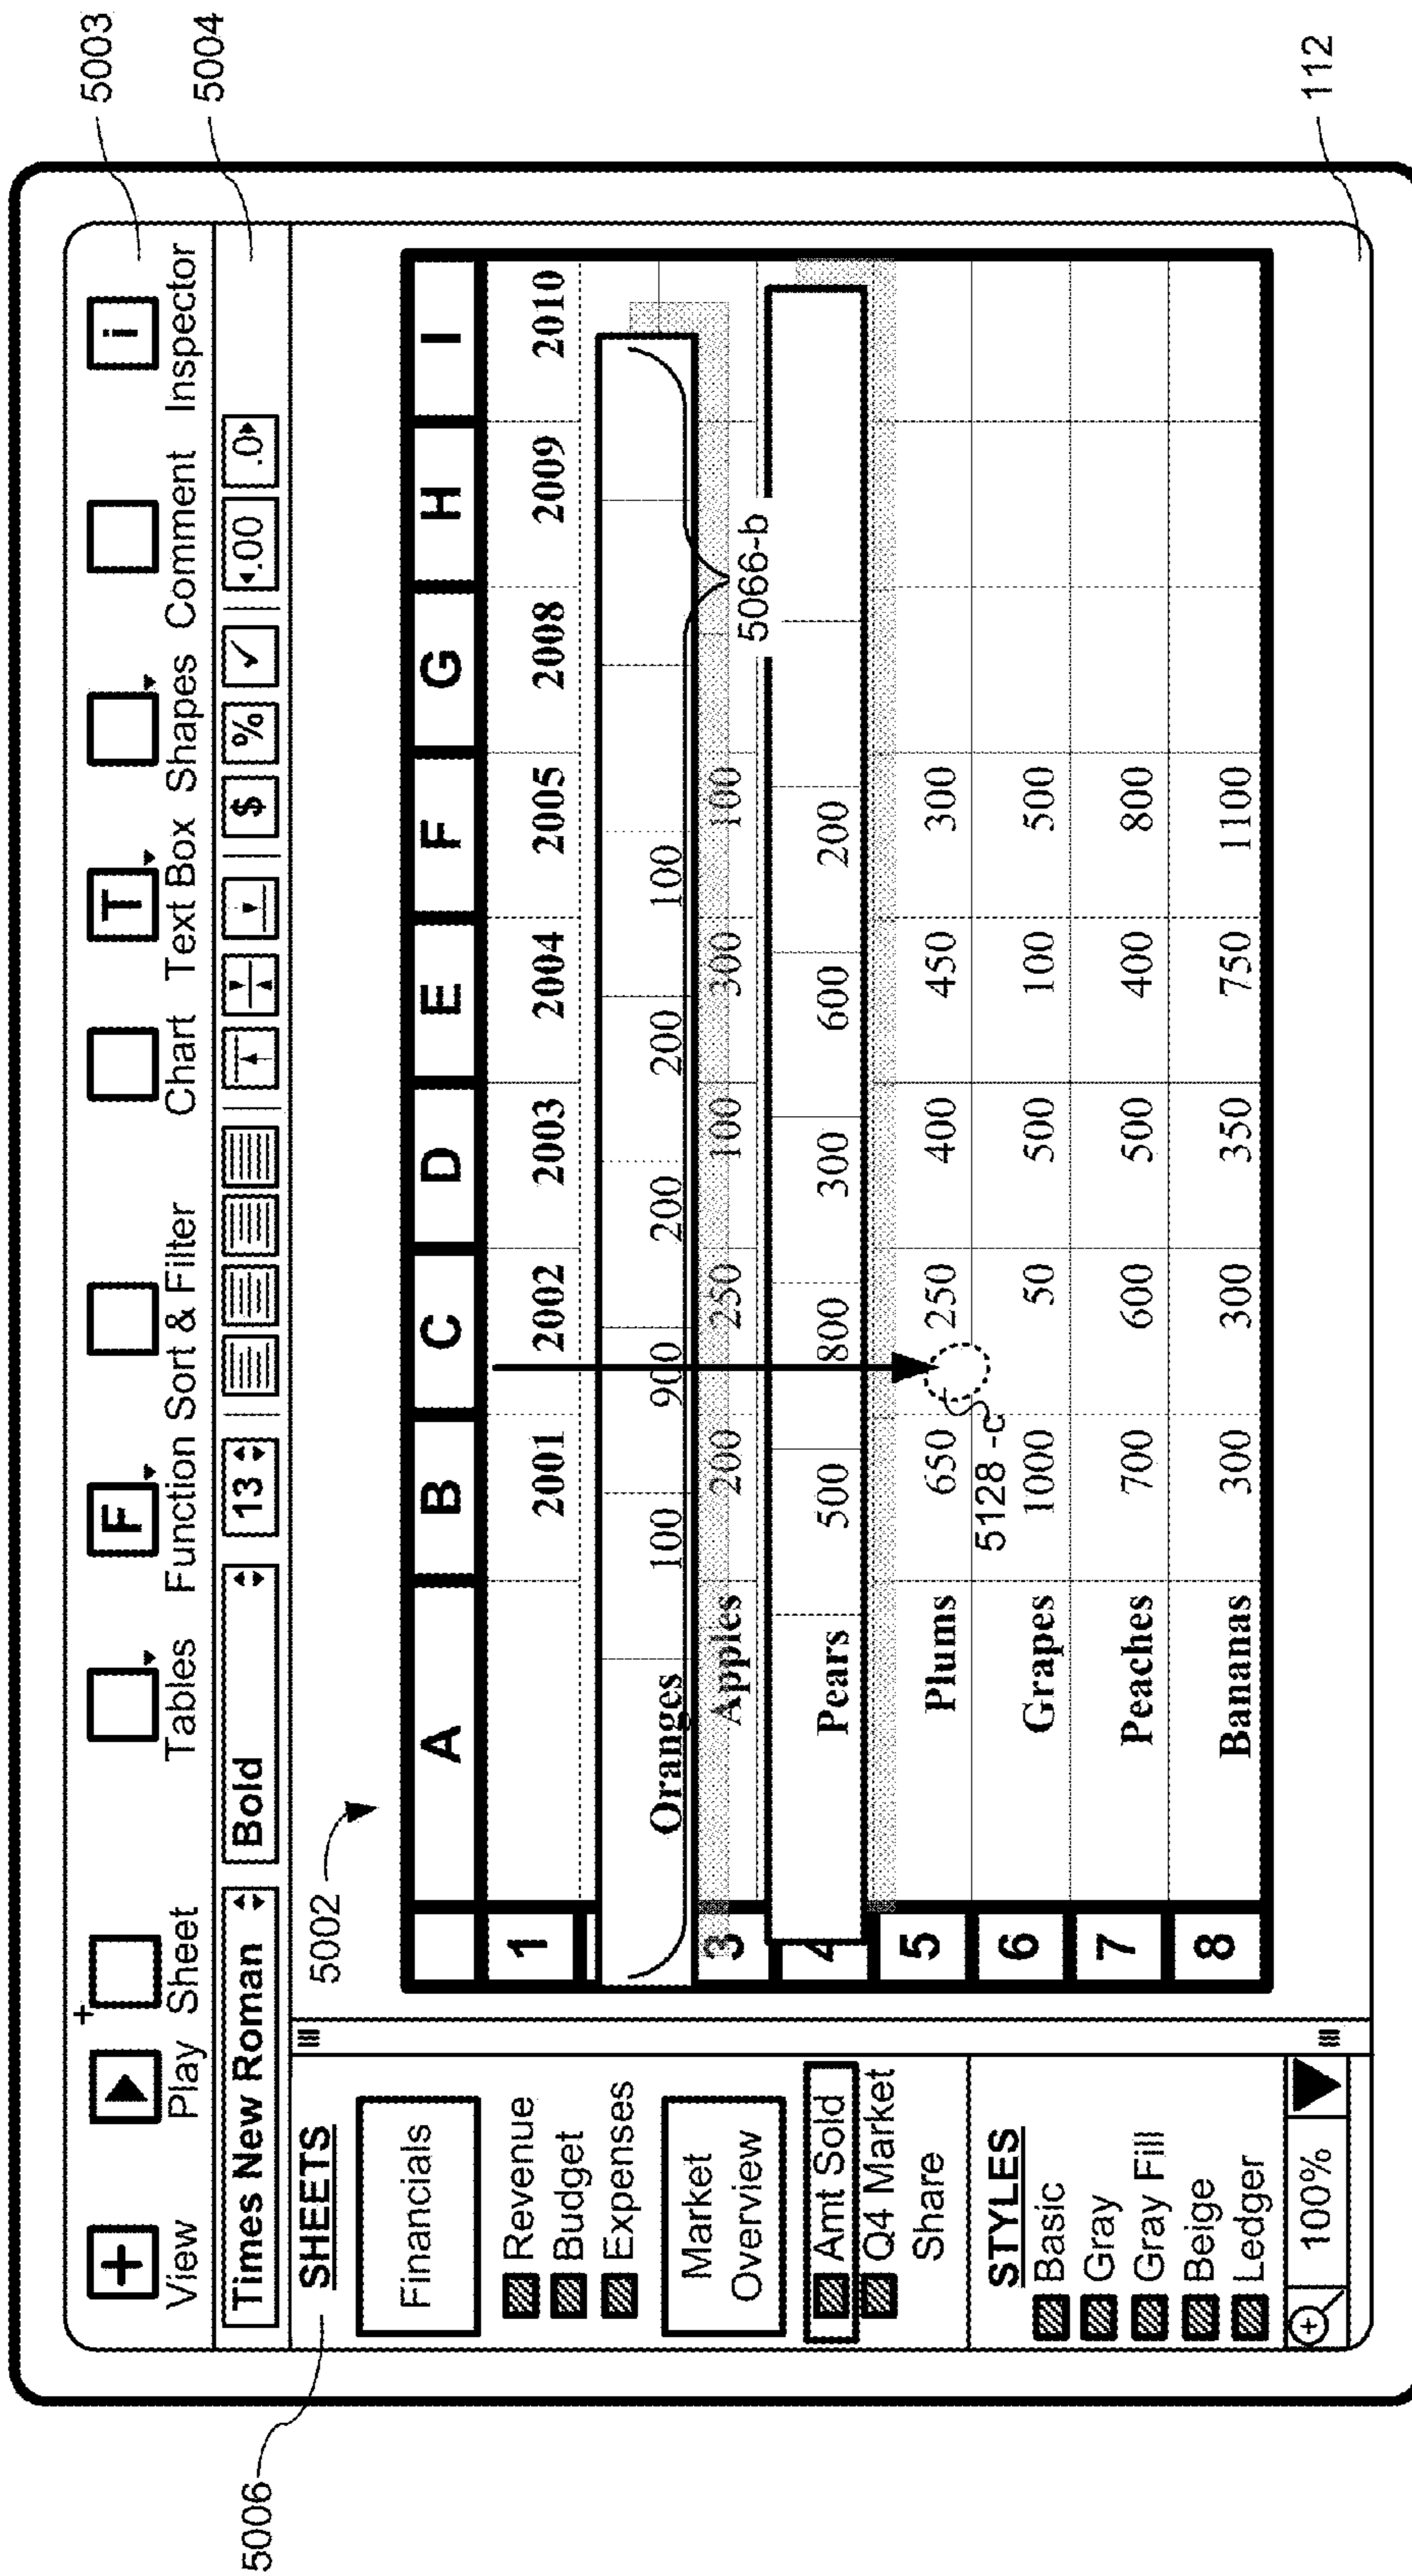 5003
View Play Sheet Tables Function Sort & Filter Chart Text Box Shapes Comment Inspector
F T i
5004
Times New Roman Bold 13 $ % ✓ .00 .0
5006
SHEETS
Financials
Revenue
Budget
Expenses
Market
Overview
Amt Sold
Q4 Market
Share
STYLES
Basic
Gray
Gray Fill
Beige
Ledger
100%
5002
A B C D E F G H I
1 2001 2002 2003 2004 2005 2008 2009 2010
Oranges 100 900 200 200 100
5066-b
3 Apples 200 250 100 300 100
4 Pears 500 800 300 600 200
5 Plums 650 250 400 450 300
5128 -c
6 Grapes 1000 50 500 100 500
7 Peaches 700 600 500 400 800
8 Bananas 300 300 350 750 1100
112